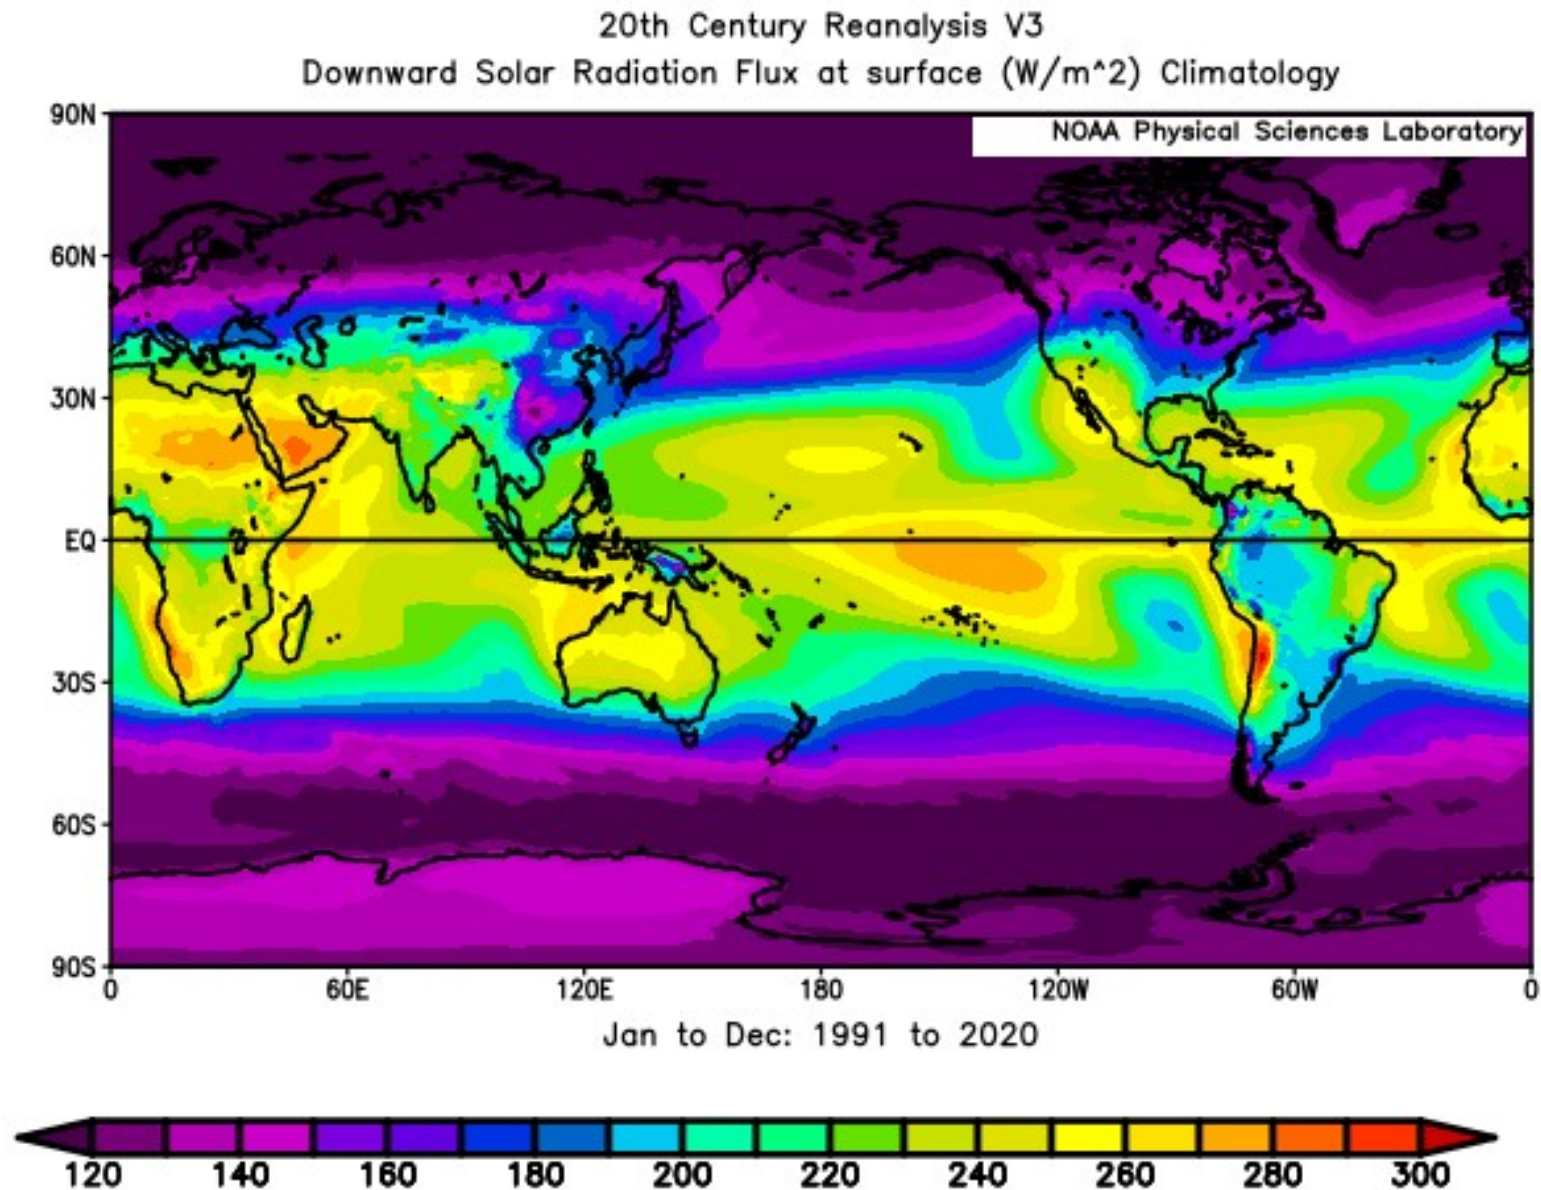 20th Century Reanalysis V3
Downward Solar Radiation Flux at surface (W/m^2) Climatology
NOAA Physical Sciences Laboratory
90N
60N
30N
EQ
30S
60S
90S
0 60E 120E 180 120W 60W 0
Jan to Dec: 1991 to 2020
120 140 160 180 200 220 240 260 280 300